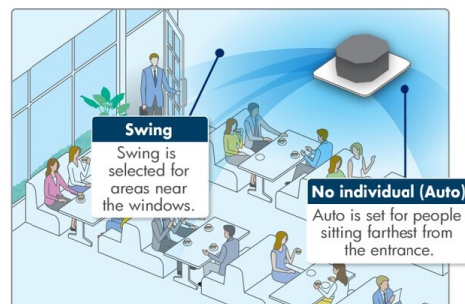 Swing
Swing is
selected for
areas near
the windows.
No individual (Auto)
Auto is set for people
sitting farthest from
the entrance.